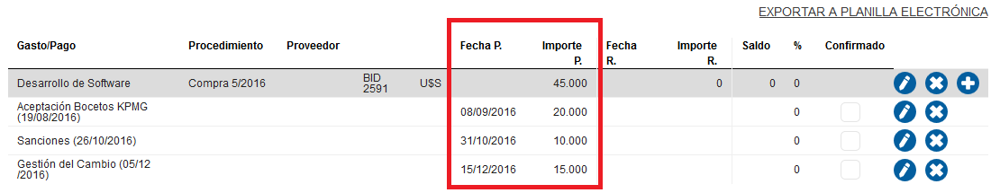 EXPORTAR A PLANILLA ELECTRÓNICA
Gasto/Pago Procedimiento Proveedor Fecha P. Importe P. Fecha R. Importe R. Saldo % Confirmado
Desarrollo de Software Compra 5/2016 BID 2591 U$S 45.000 0 0 0
Aceptación Bocetos KPMG (19/08/2016) 08/09/2016 20.000 0
Sanciones (26/10/2016) 31/10/2016 10.000 0
Gestión del Cambio (05/12/2016) 15/12/2016 15.000 0